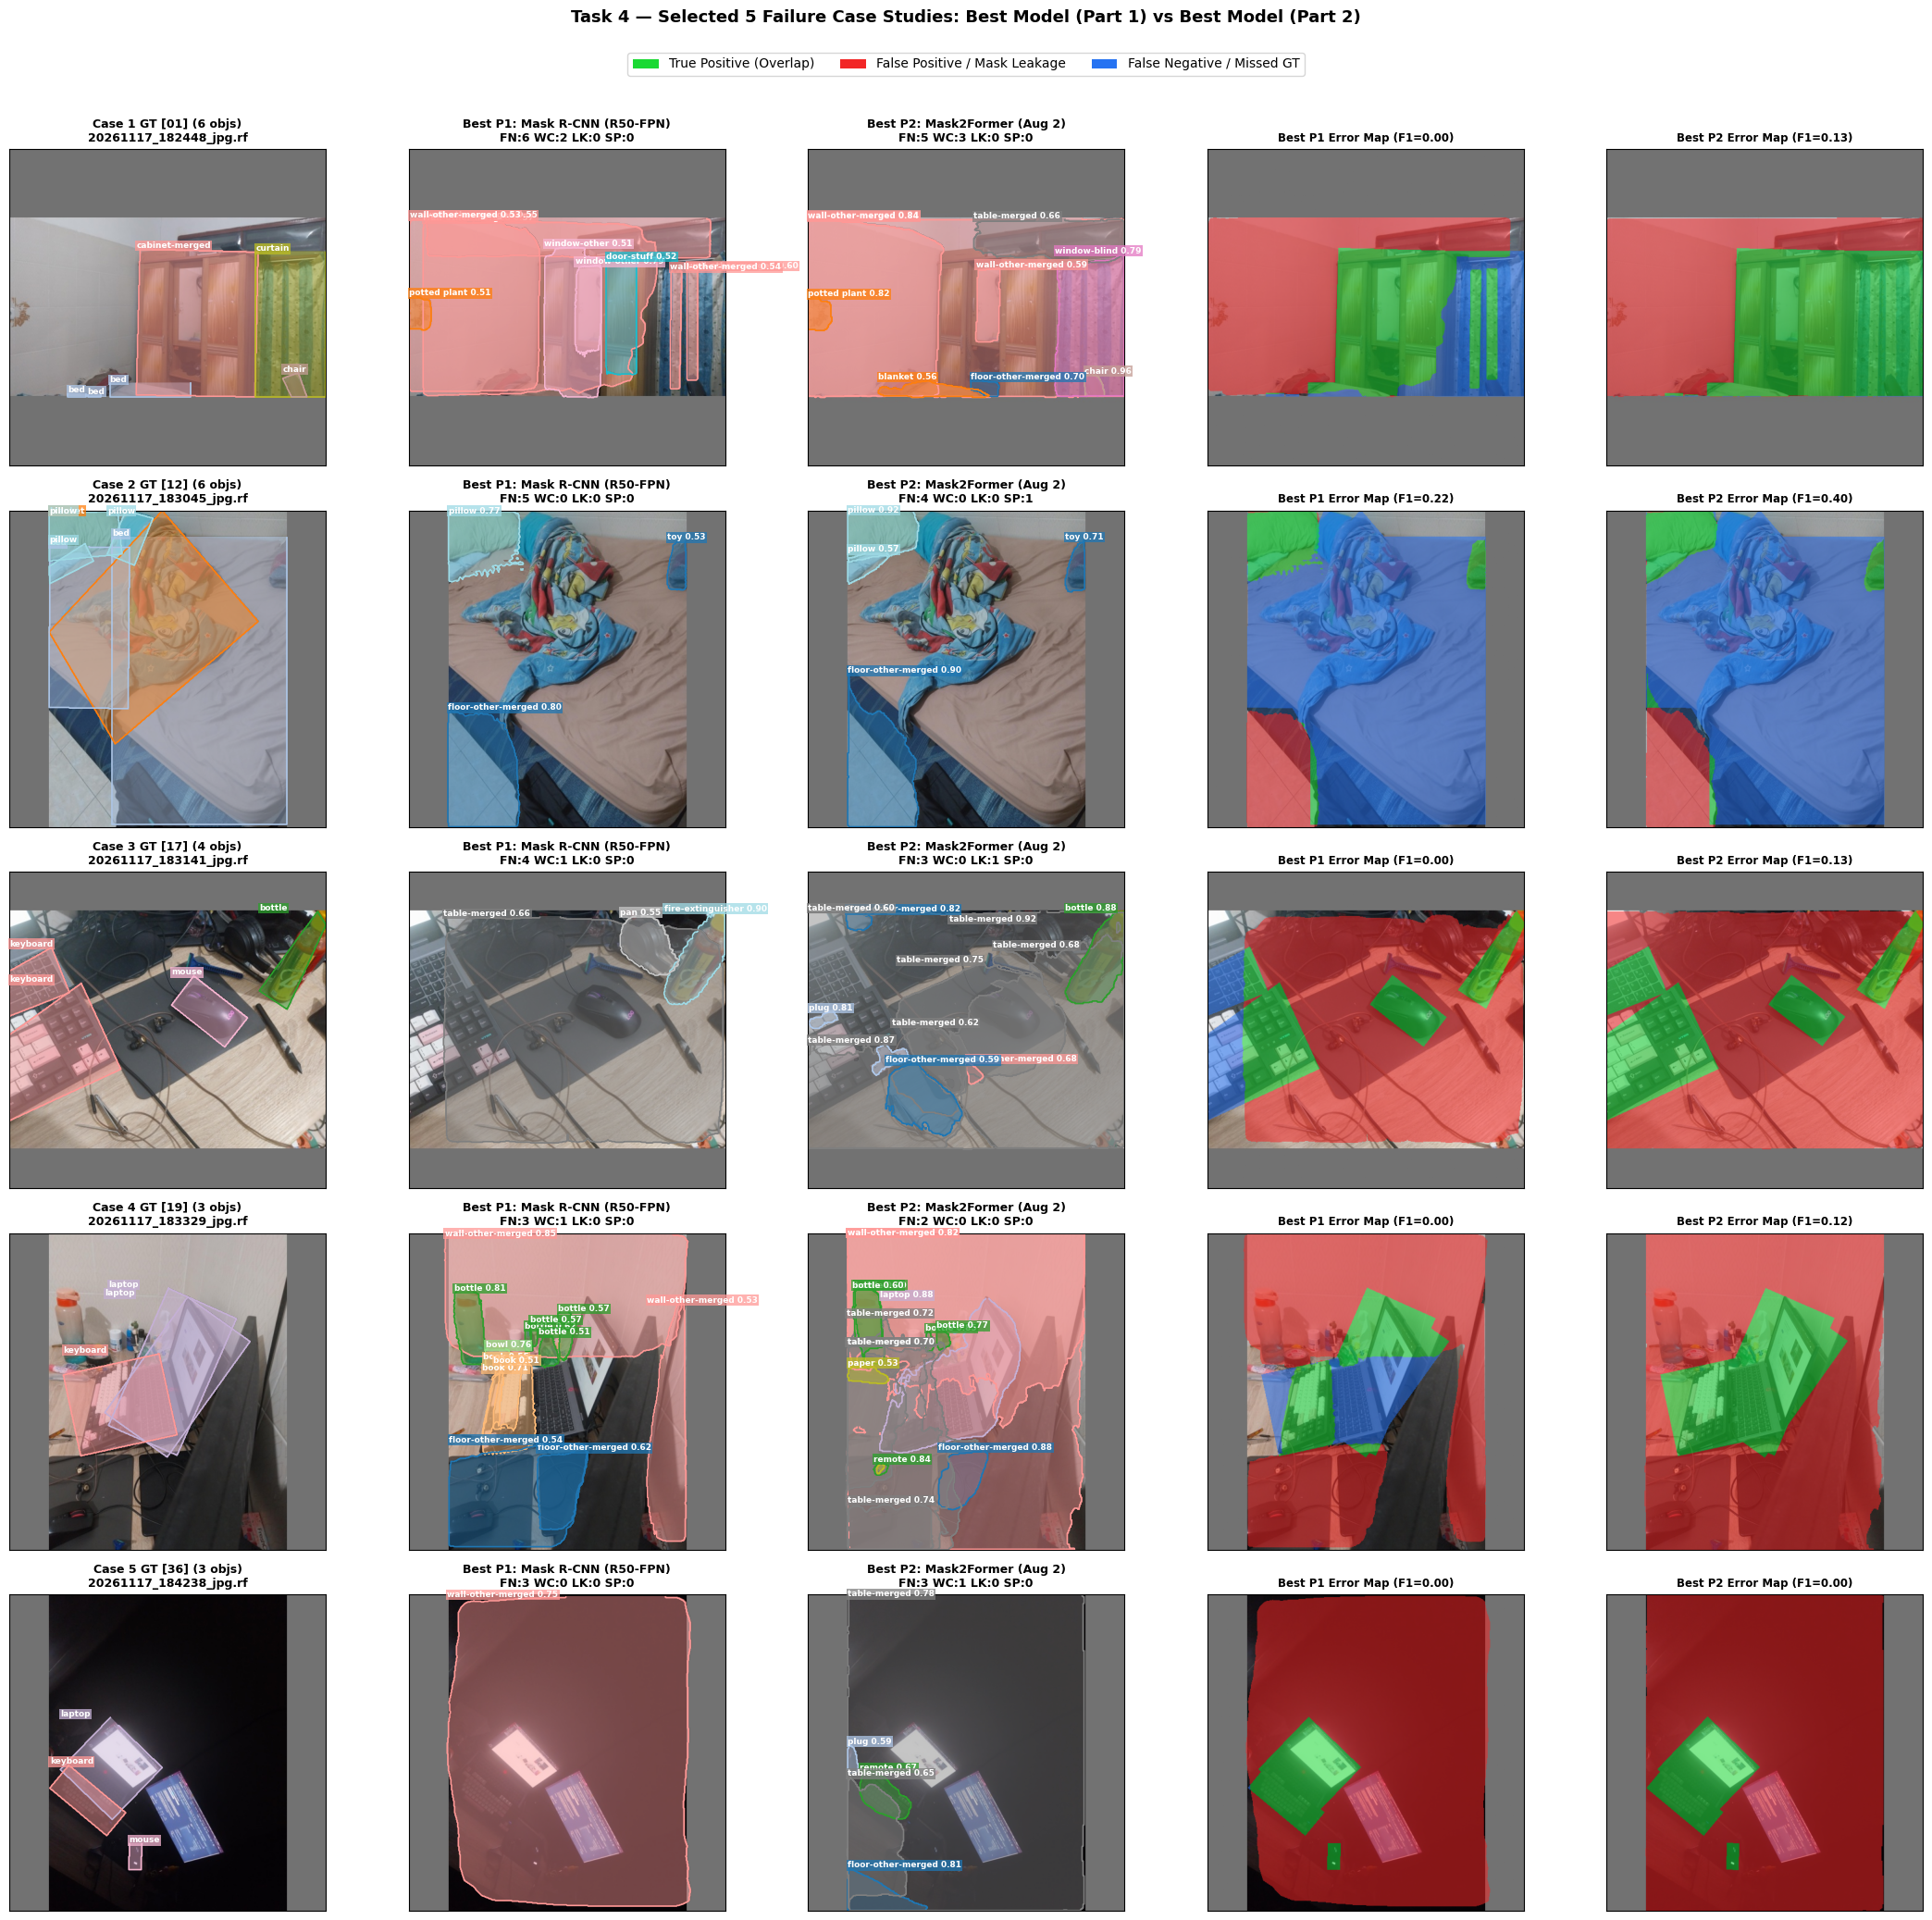 Task 4 — Selected 5 Failure Case Studies: Best Model (Part 1) vs Best Model (Part 2)
True Positive (Overlap)
False Positive / Mask Leakage
False Negative / Missed GT
Case 1 GT [01] (6 objs)
20261117_182448_jpg.rf
cabinet-merged
curtain
chair
bed
bed
bed
Best P1: Mask R-CNN (R50-FPN)
FN:6 WC:2 LK:0 SP:0
wall-other-merged 0.53
.55
window-other 0.51
door-stuff 0.52
wall-other-merged 0.54
.60
potted plant 0.51
Best P2: Mask2Former (Aug 2)
FN:5 WC:3 LK:0 SP:0
wall-other-merged 0.84
table-merged 0.66
window-blind 0.79
wall-other-merged 0.59
potted plant 0.82
chair 0.96
blanket 0.56
floor-other-merged 0.70
Best P1 Error Map (F1=0.00)
Best P2 Error Map (F1=0.13)
Case 2 GT [12] (6 objs)
20261117_183045_jpg.rf
pillow
pillow
bed
pillow
Best P1: Mask R-CNN (R50-FPN)
FN:5 WC:0 LK:0 SP:0
pillow 0.77
toy 0.53
floor-other-merged 0.80
Best P2: Mask2Former (Aug 2)
FN:4 WC:0 LK:0 SP:1
pillow 0.92
toy 0.71
pillow 0.57
floor-other-merged 0.90
Best P1 Error Map (F1=0.22)
Best P2 Error Map (F1=0.40)
Case 3 GT [17] (4 objs)
20261117_183141_jpg.rf
bottle
keyboard
mouse
keyboard
Best P1: Mask R-CNN (R50-FPN)
FN:4 WC:1 LK:0 SP:0
table-merged 0.66
pan 0.55
fire-extinguisher 0.90
Best P2: Mask2Former (Aug 2)
FN:3 WC:0 LK:1 SP:0
table-merged 0.60
er-merged 0.82
bottle 0.88
table-merged 0.92
table-merged 0.68
table-merged 0.75
plug 0.81
table-merged 0.62
table-merged 0.87
floor-other-merged 0.59
er-merged 0.68
Best P1 Error Map (F1=0.00)
Best P2 Error Map (F1=0.13)
Case 4 GT [19] (3 objs)
20261117_183329_jpg.rf
laptop
laptop
keyboard
Best P1: Mask R-CNN (R50-FPN)
FN:3 WC:1 LK:0 SP:0
wall-other-merged 0.85
bottle 0.81
wall-other-merged 0.53
bottle 0.57
bottle 0.57
bottle 0.51
bowl 0.76
book 0.51
book 0.71
floor-other-merged 0.54
floor-other-merged 0.62
Best P2: Mask2Former (Aug 2)
FN:2 WC:0 LK:0 SP:0
wall-other-merged 0.82
bottle 0.60
laptop 0.88
table-merged 0.72
bottle 0.77
table-merged 0.70
paper 0.53
floor-other-merged 0.88
remote 0.84
table-merged 0.74
Best P1 Error Map (F1=0.00)
Best P2 Error Map (F1=0.12)
Case 5 GT [36] (3 objs)
20261117_184238_jpg.rf
laptop
keyboard
mouse
Best P1: Mask R-CNN (R50-FPN)
FN:3 WC:0 LK:0 SP:0
wall-other-merged 0.75
Best P2: Mask2Former (Aug 2)
FN:3 WC:1 LK:0 SP:0
table-merged 0.78
plug 0.59
remote 0.67
table-merged 0.65
floor-other-merged 0.81
Best P1 Error Map (F1=0.00)
Best P2 Error Map (F1=0.00)